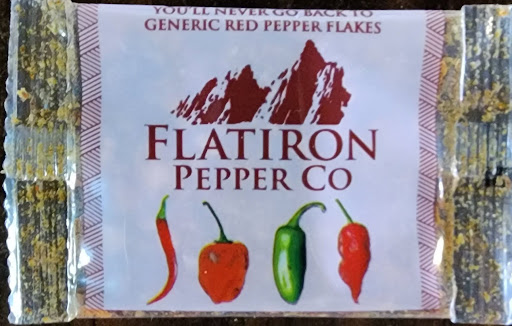 YOU'LL NEVER GO BACK TO
GENERIC RED PEPPER FLAKES
FLATIRON
PEPPER CO